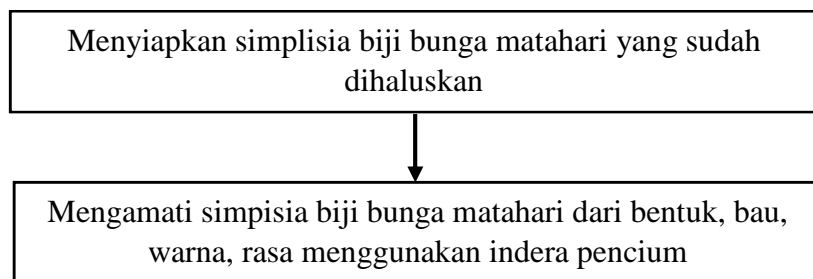 Menyiapkan simplisia biji bunga matahari yang sudah
dihaluskan
Mengamati simpisia biji bunga matahari dari bentuk, bau,
warna, rasa menggunakan indera pencium